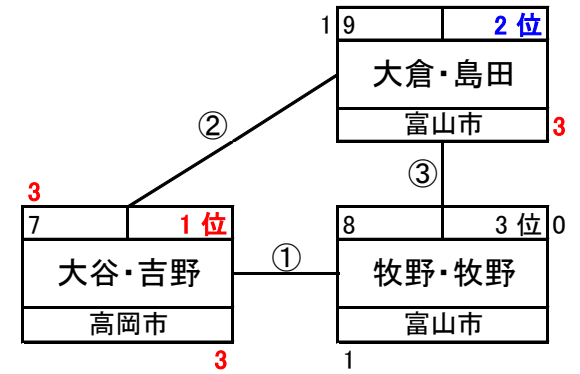 1 9 2 位
大倉・島田
富山市 3
②
③
3
7 1 位
大谷・吉野
高岡市
3
①
8 3 位 0
牧野・牧野
富山市
1